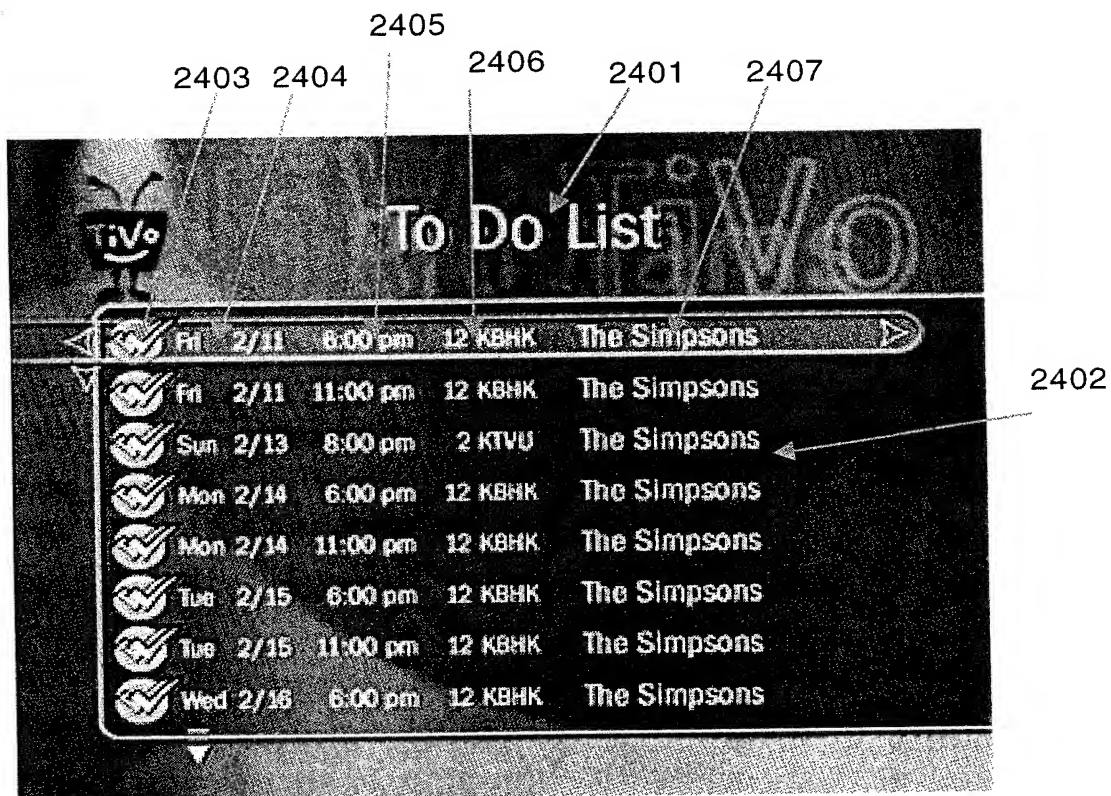 2405
2403 2404 2406 2401 2407
TiVo
TiVo To Do List
Fri 2/11 6:00 pm 12 KBHK The Simpsons
Fri 2/11 11:00 pm 12 KBHK The Simpsons
2402
Sun 2/13 8:00 pm 2 KTVU The Simpsons
Mon 2/14 6:00 pm 12 KBHK The Simpsons
Mon 2/14 11:00 pm 12 KBHK The Simpsons
Tue 2/15 6:00 pm 12 KBHK The Simpsons
Tue 2/15 11:00 pm 12 KBHK The Simpsons
Wed 2/16 6:00 pm 12 KBHK The Simpsons